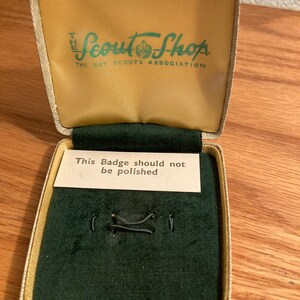 THE Scout Shop
THE BOY SCOUTS ASSOCIATION
This Badge should not
be polished